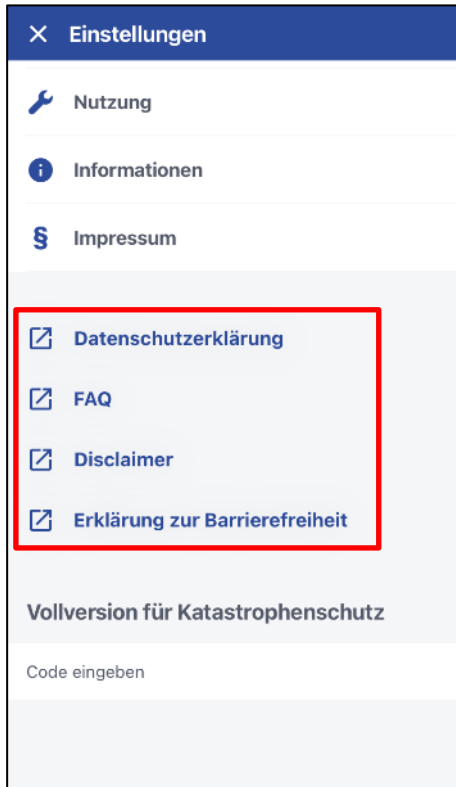 Einstellungen
Nutzung
Informationen
§ Impressum
Datenschutzerklärung
FAQ
Disclaimer
Erklärung zur Barrierefreiheit
Vollversion für Katastrophenschutz
Code eingeben